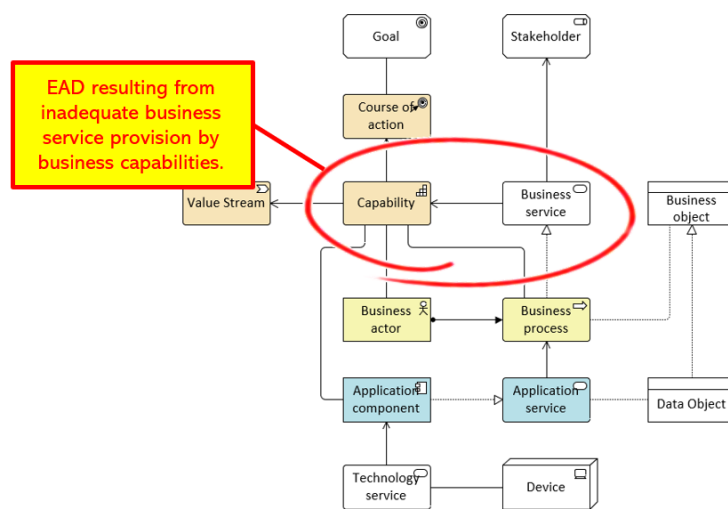 Goal
Stakeholder
EAD resulting from
inadequate business
service provision by
business capabilities.
Course of
action
Value Stream
Capability
Business
service
Business
object
Business
actor
Business
process
Application
component
Application
service
Data Object
Technology
service
Device